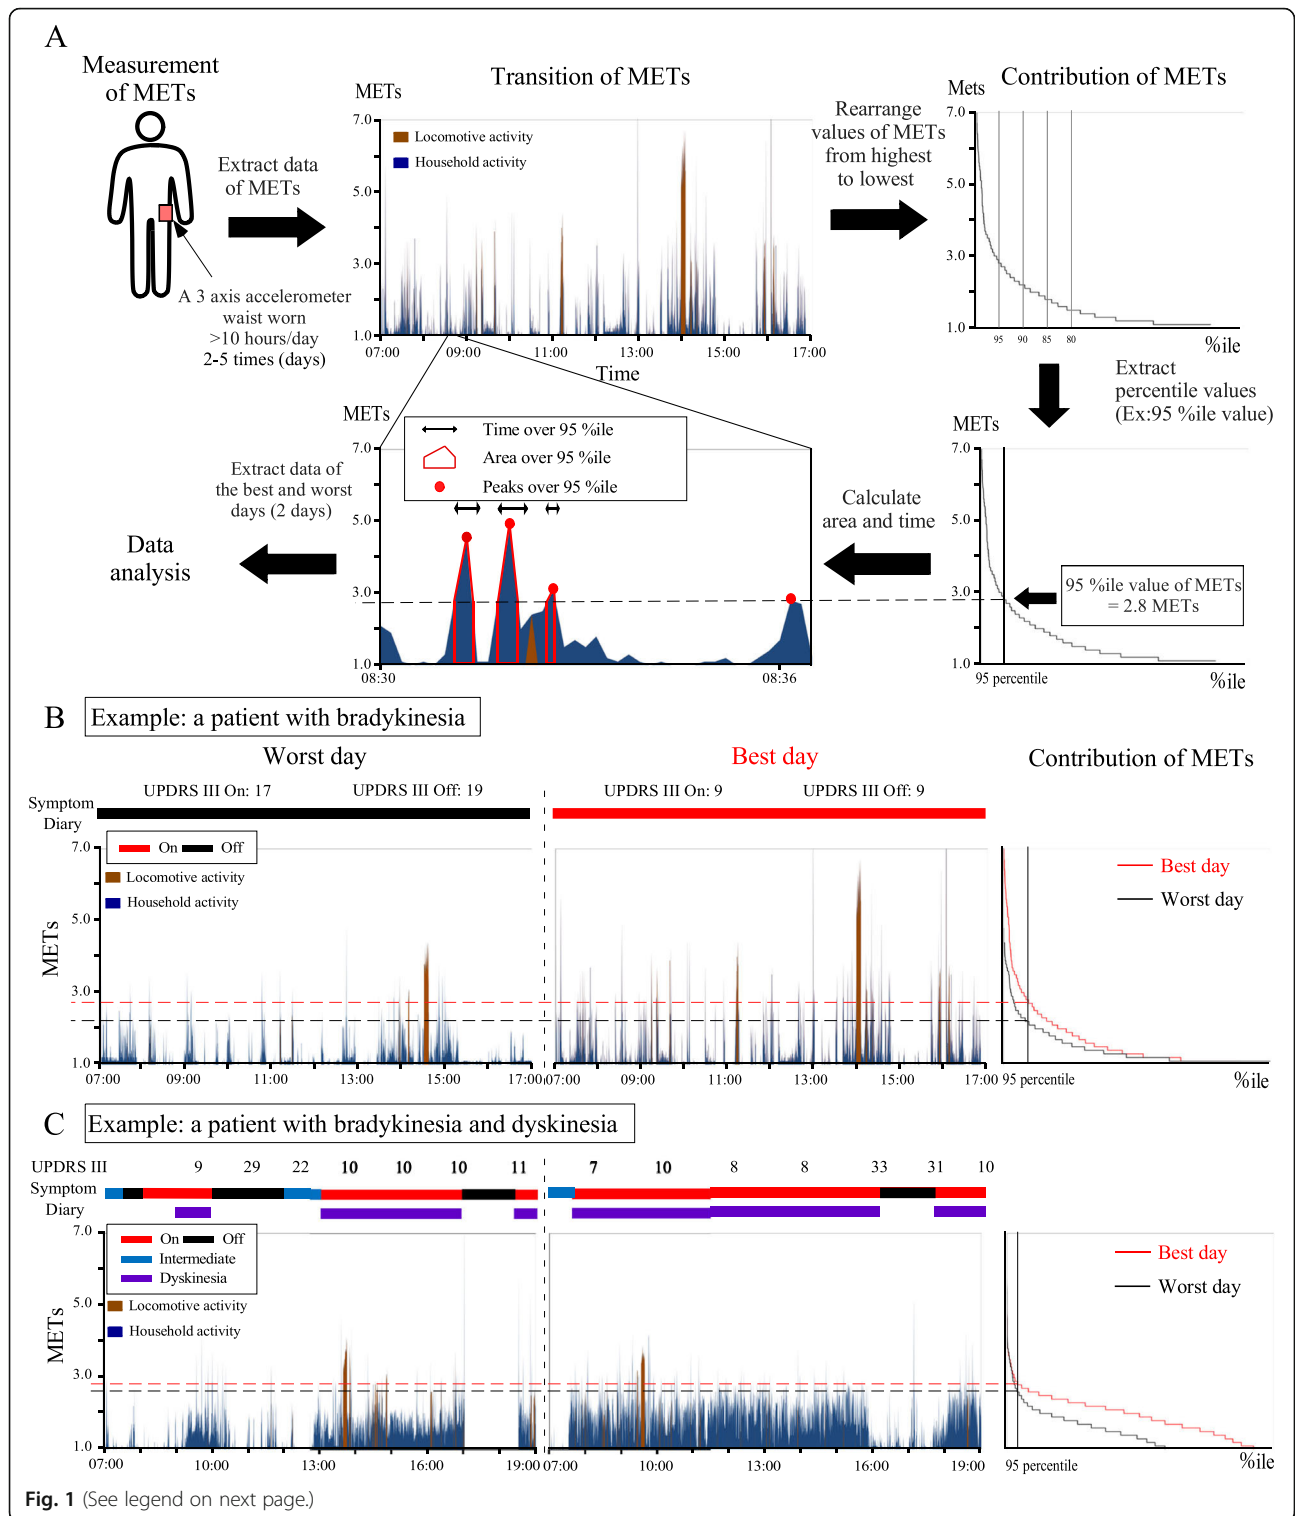 A
Measurement
of METs
Extract data
of METs
A 3 axis accelerometer
waist worn
>10 hours/day
2-5 times (days)
Transition of METs
METs
7.0
5.0
3.0
1.0
Locomotive activity
Household activity
07:00 09:00 11:00 13:00 15:00 17:00
Time
Rearrange
values of METs
from highest
to lowest
Contribution of METs
Mets
7.0
5.0
3.0
1.0
95 90 85 80
%ile
Extract
percentile values
(Ex:95 %ile value)
METs
7.0
5.0
3.0
1.0
95 %ile value of METs
= 2.8 METs
95 percentile
%ile
Calculate
area and time
METs
7.0
5.0
3.0
1.0
Time over 95 %ile
Area over 95 %ile
Peaks over 95 %ile
08:30 08:36
Extract data of
the best and worst
days (2 days)
Data
analysis
B Example: a patient with bradykinesia
Worst day Best day Contribution of METs
UPDRS III On: 17 UPDRS III Off: 19 UPDRS III On: 9 UPDRS III Off: 9
Symptom
Diary
On Off
Locomotive activity
Household activity
METs
7.0
5.0
3.0
1.0
07:00 09:00 11:00 13:00 15:00 17:00
07:00 09:00 11:00 13:00 15:00 17:00
Best day
Worst day
95 percentile
%ile
C Example: a patient with bradykinesia and dyskinesia
UPDRS III 9 29 22 10 10 10 11 7 10 8 8 33 31 10
Symptom
Diary
On Off
Intermediate
Dyskinesia
Locomotive activity
Household activity
METs
7.0
5.0
3.0
1.0
07:00 10:00 13:00 16:00 19:00
07:00 10:00 13:00 16:00 19:00
Best day
Worst day
95 percentile
%ile
Fig. 1 (See legend on next page.)